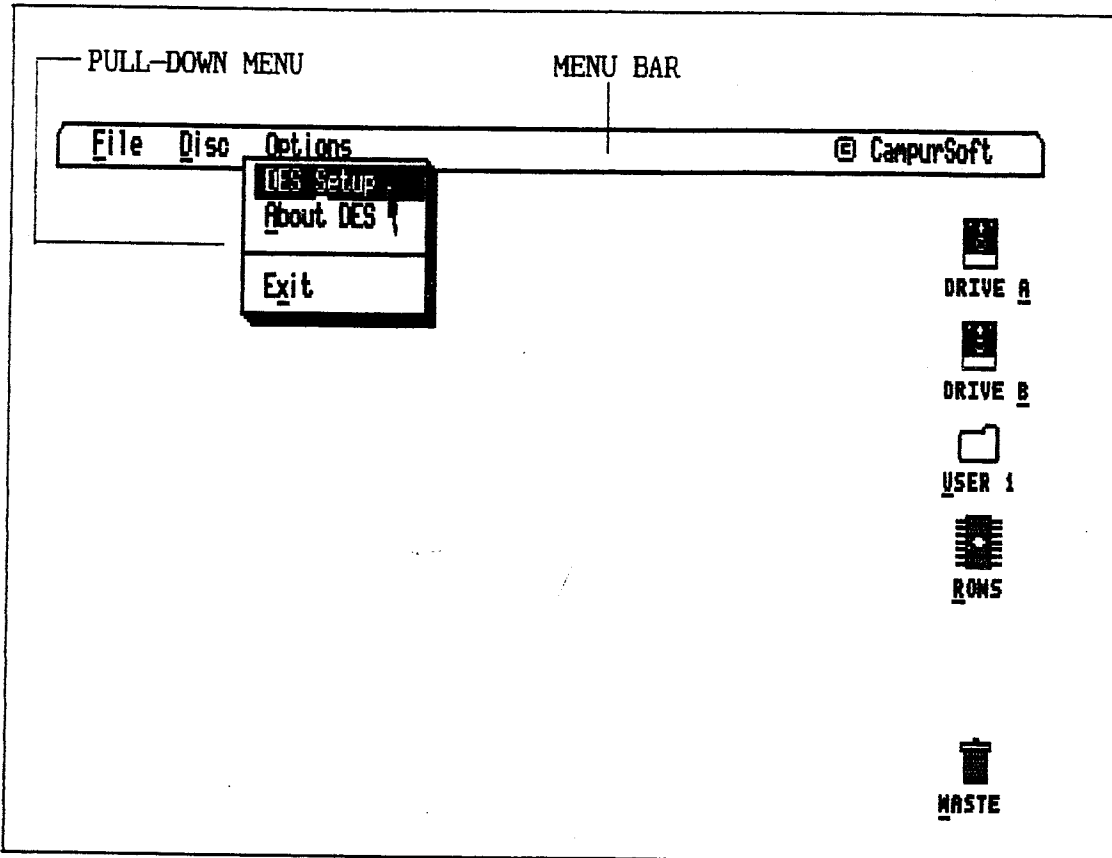 PULL-DOWN MENU
MENU BAR
File Disc Options © CampurSoft
DES Setup
About DES
Exit
DRIVE A
DRIVE B
USER 1
ROMS
WASTE